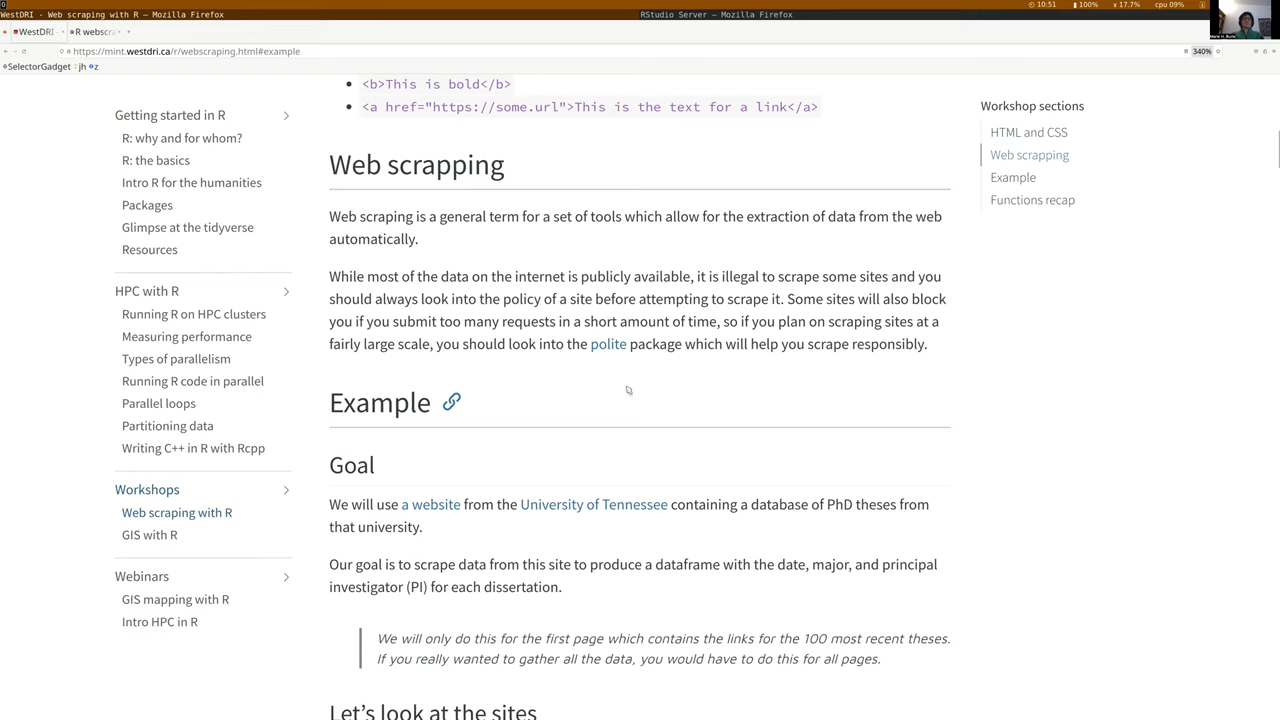 0
10:51
100%
17.7%
cpu 09%
Web scraping with R — Mozilla Firefox
RStudio Server — Mozilla Firefox
WestDRI -
R webscra
https://mint.westdri.ca/r/webscraping.html#example
340%
SelectorGadget
jh
z
Getting started in R
R: why and for whom?
R: the basics
Intro R for the humanities
Packages
Glimpse at the tidyverse
Resources
HPC with R
Running R on HPC clusters
Measuring performance
Types of parallelism
Running R code in parallel
Parallel loops
Partitioning data
Writing C++ in R with Rcpp
Workshops
Web scraping with R
GIS with R
Webinars
GIS mapping with R
Intro HPC in R
<b>This is bold</b>
<a href="https://some.url">This is the text for a link</a>
Web scrapping
Web scraping is a general term for a set of tools which allow for the extraction of data from the web
automatically.
While most of the data on the internet is publicly available, it is illegal to scrape some sites and you
should always look into the policy of a site before attempting to scrape it. Some sites will also block
you if you submit too many requests in a short amount of time, so if you plan on scraping sites at a
fairly large scale, you should look into the polite package which will help you scrape responsibly.
Example
Goal
We will use a website from the University of Tennessee containing a database of PhD theses from
that university.
Our goal is to scrape data from this site to produce a dataframe with the date, major, and principal
investigator (PI) for each dissertation.
We will only do this for the first page which contains the links for the 100 most recent theses.
If you really wanted to gather all the data, you would have to do this for all pages.
Let's look at the sites
Workshop sections
HTML and CSS
Web scrapping
Example
Functions recap